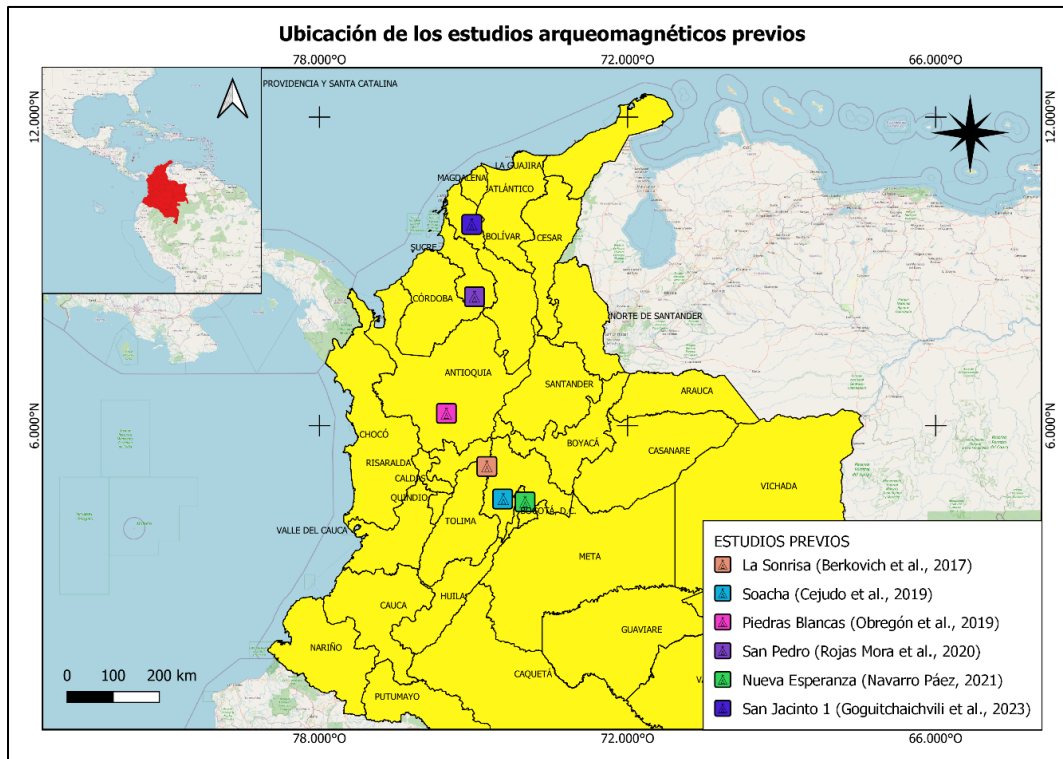 Ubicación de los estudios arqueomagnéticos previos
78.000°O 72.000°O 66.000°O
12.000°N 12.000°N
PROVIDENCIA Y SANTA CATALINA
LA GUAJIRA
MAGDALENA
ATLÁNTICO
BOLÍVAR
CESAR
SUCRE
CÓRDOBA
NORTE DE SANTANDER
ANTIOQUIA
SANTANDER
ARAUCA
6.000°N 6.000°N
CHOCÓ
BOYACÁ
CASANARE
RISARALDA
CALDAS
VICHADA
QUINDIO
BOGOTÁ, D.C.
TOLIMA
VALLE DEL CAUCA
META
HUILA
CAUCA
GUAVIARE
NARIÑO
CAQUETÁ
PUTUMAYO
ESTUDIOS PREVIOS
La Sonrisa (Berkovich et al., 2017)
Soacha (Cejudo et al., 2019)
Piedras Blancas (Obregón et al., 2019)
San Pedro (Rojas Mora et al., 2020)
Nueva Esperanza (Navarro Páez, 2021)
San Jacinto 1 (Goguitchaichvili et al., 2023)
0 100 200 km
78.000°O 72.000°O 66.000°O